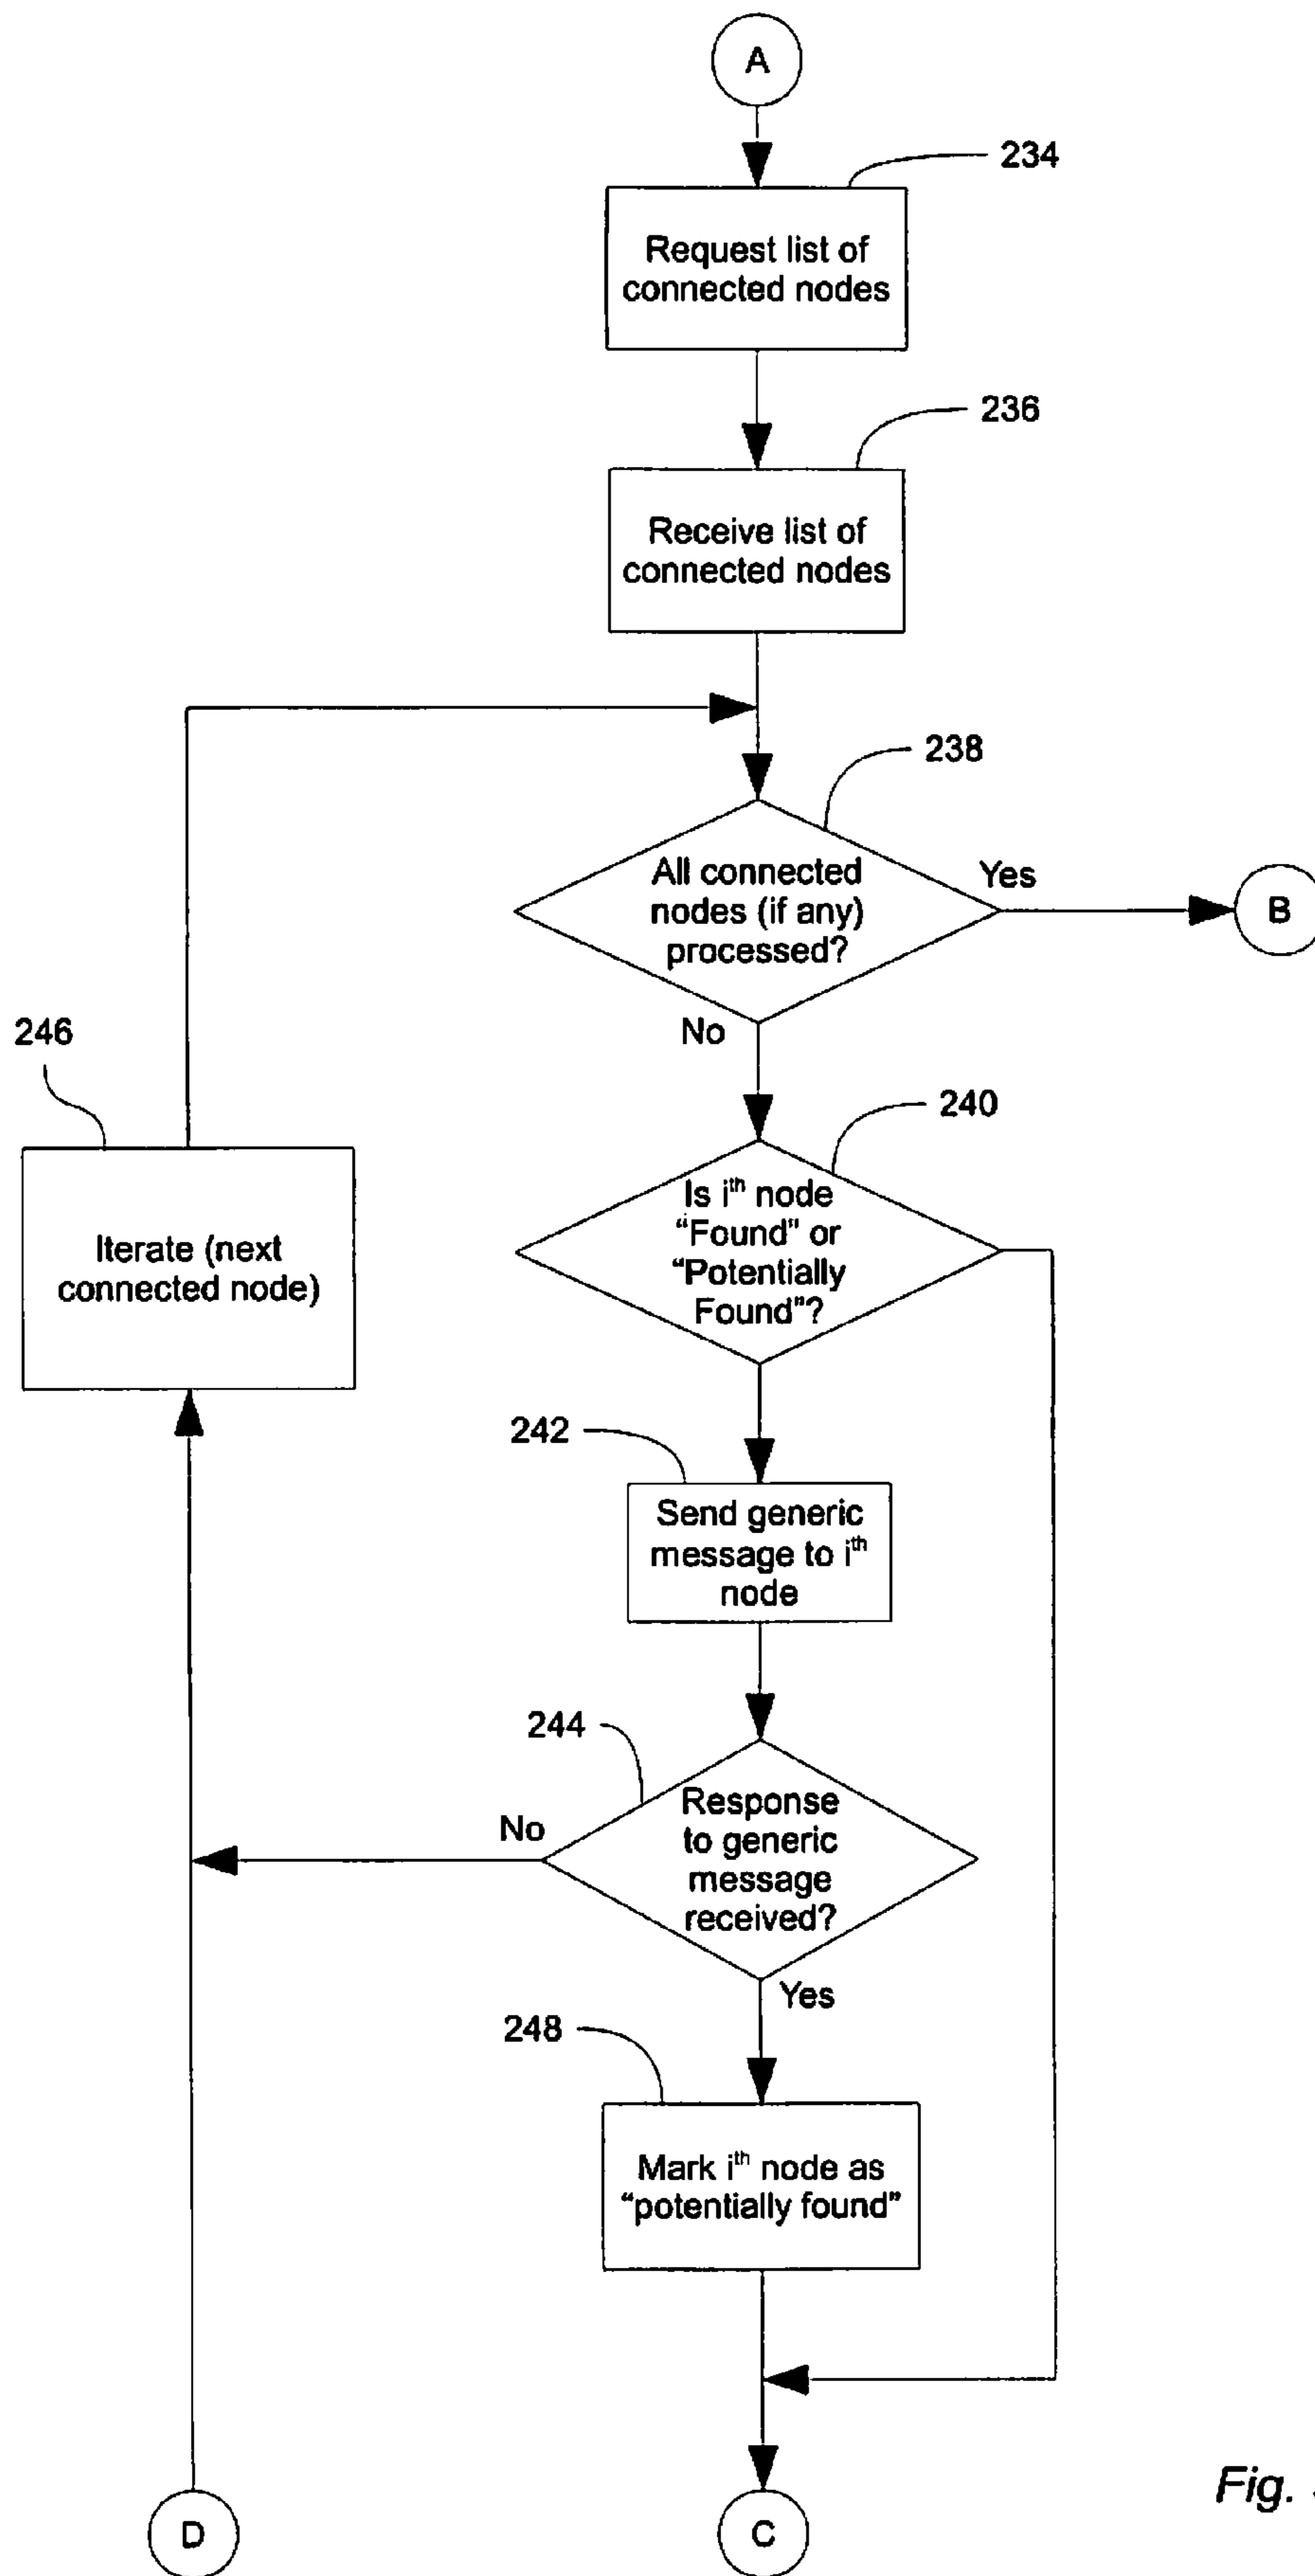 A
234
Request list of
connected nodes
236
Receive list of
connected nodes
238
All connected
nodes (if any)
processed?
Yes
B
No
246
Iterate (next
connected node)
240
Is ith node
“Found” or
“Potentially
Found”?
242
Send generic
message to ith
node
244
Response
to generic
message
received?
No
Yes
248
Mark ith node as
“potentially found”
D
C
Fig.